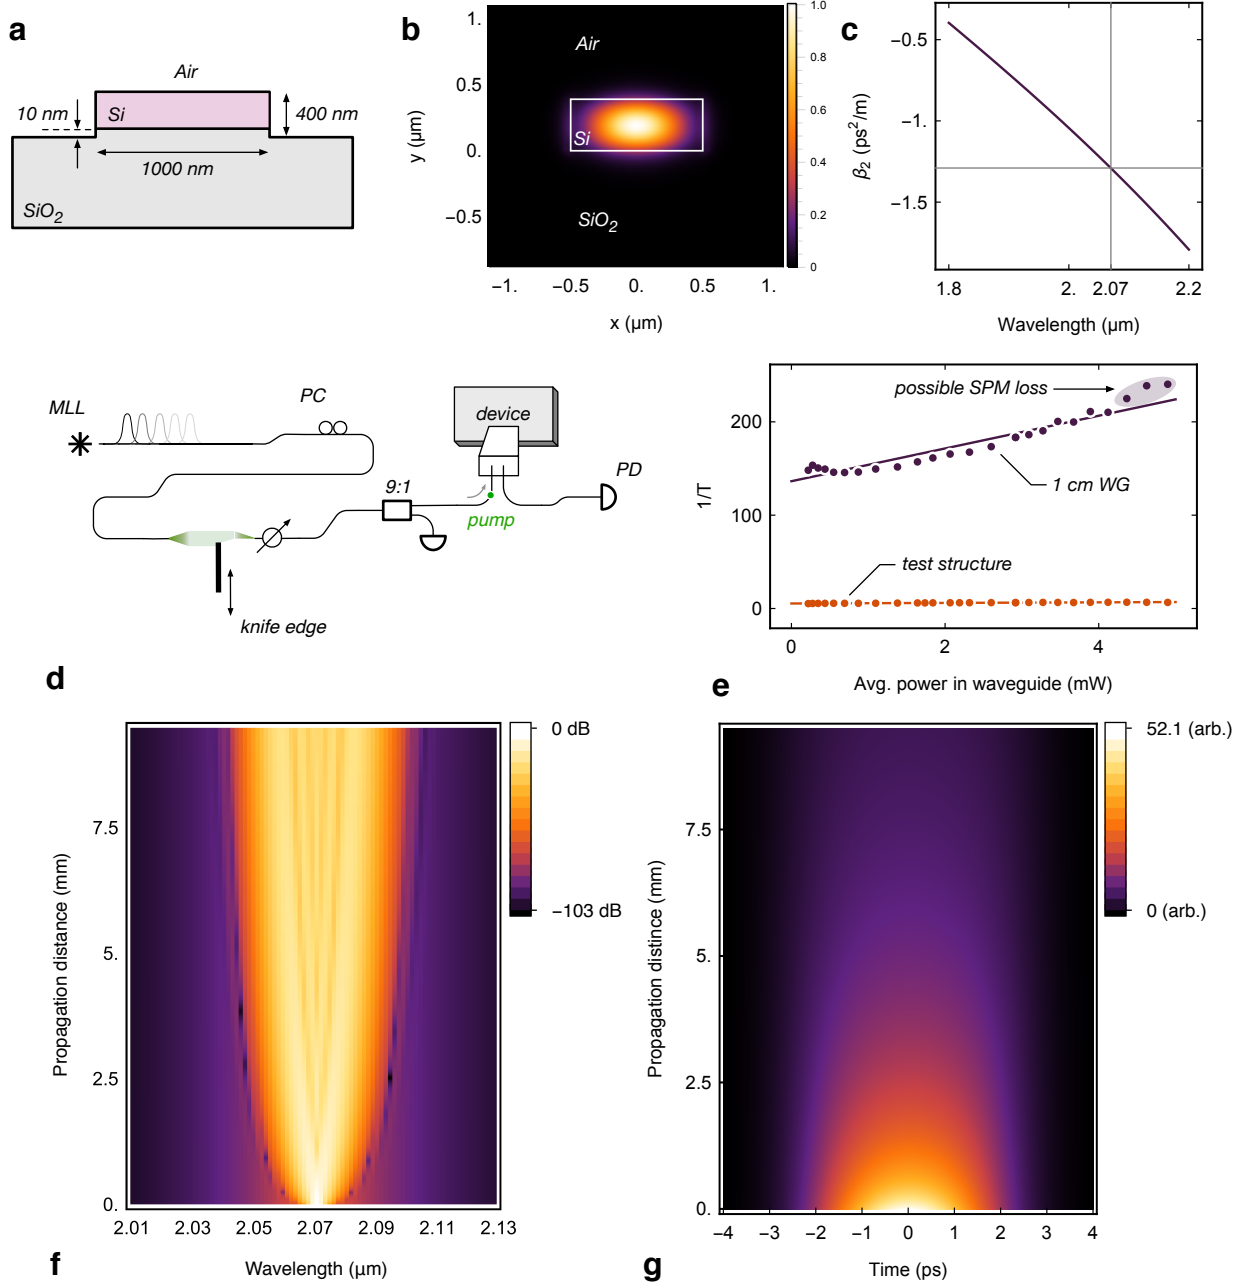 a
Air
10 nm
Si
400 nm
1000 nm
SiO2
b
1.
0.5
0.
−0.5
y (µm)
Air
Si
SiO2
−1.
−0.5
0.
0.5
1.
x (µm)
1.0
0.8
0.6
0.4
0.2
0
c
−0.5
−1.
−1.5
β2 (ps2/m)
1.8
2.
2.07
2.2
Wavelength (µm)
MLL
PC
device
PD
9:1
pump
knife edge
d
possible SPM loss
200
100
0
1/T
1 cm WG
test structure
0
2
4
e
Avg. power in waveguide (mW)
0 dB
−103 dB
7.5
5.
2.5
0.
Propagation distance (mm)
2.01
2.03
2.05
2.07
2.09
2.11
2.13
f
Wavelength (µm)
52.1 (arb.)
0 (arb.)
7.5
5.
2.5
0.
Propagation distince (mm)
−4
−3
−2
−1
0
1
2
3
4
g
Time (ps)